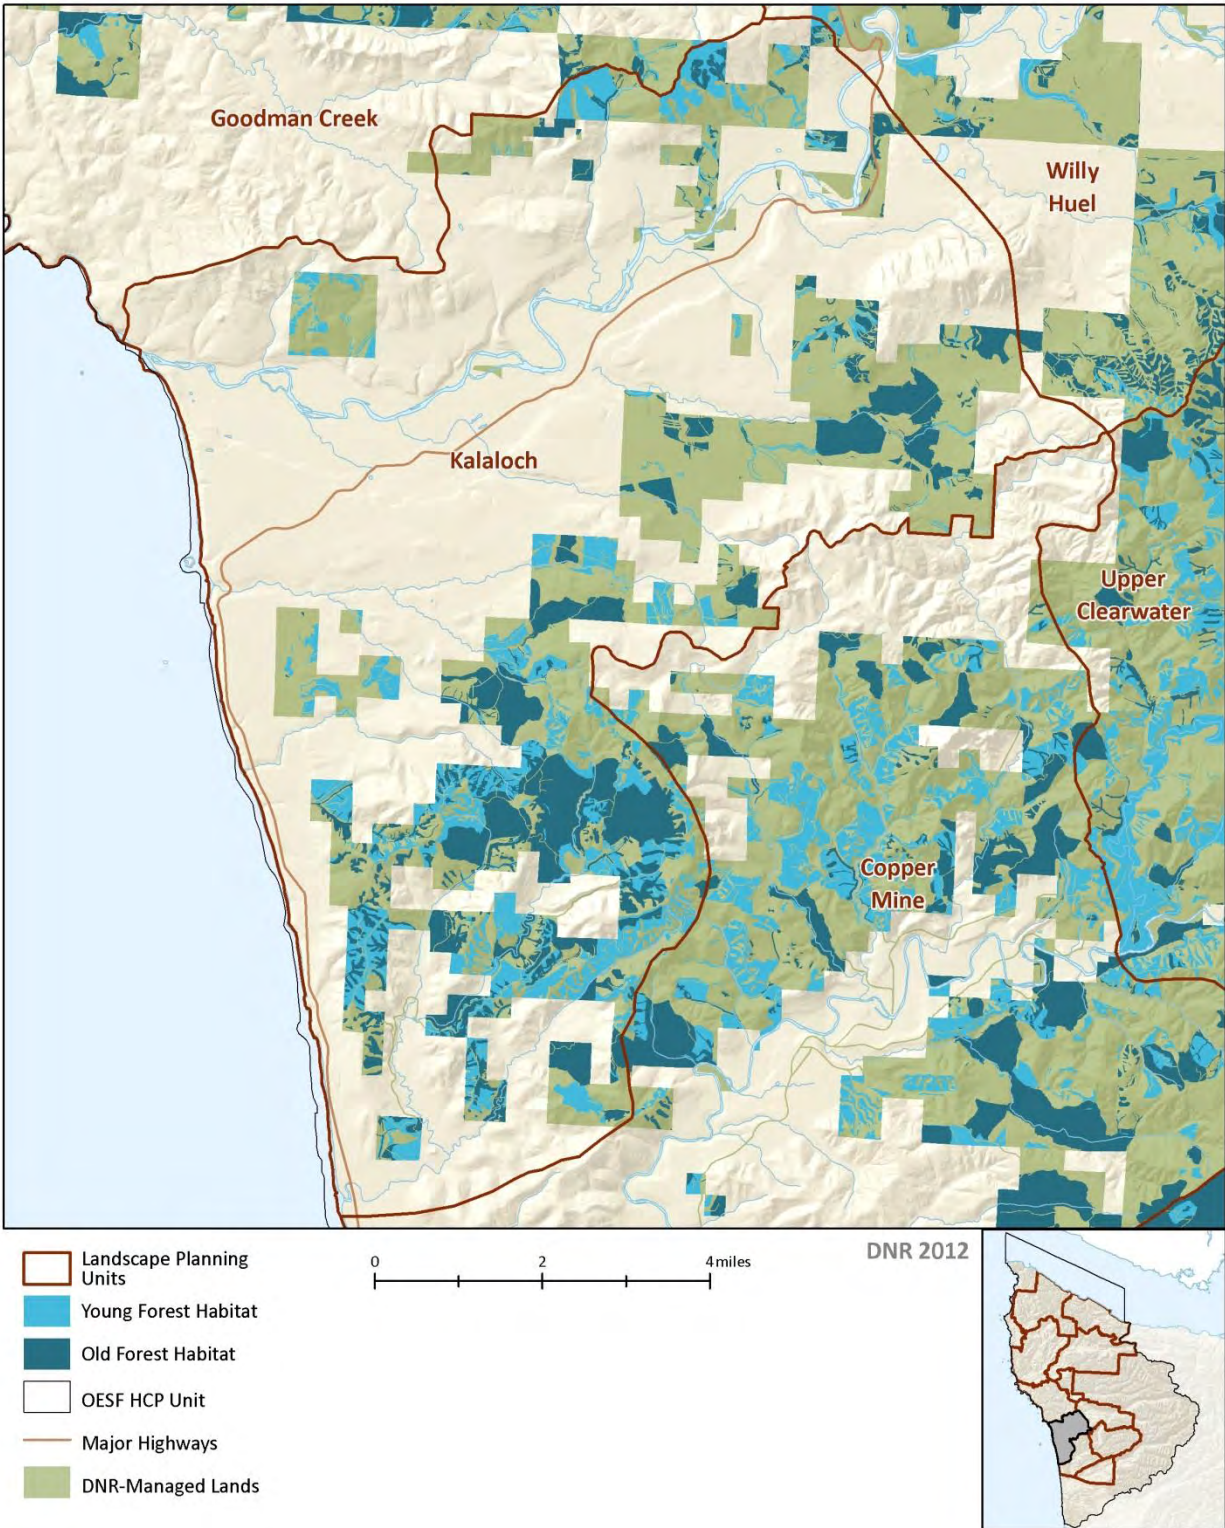 Goodman Creek
Willy
Huel
Kalaloch
Upper
Clearwater
Copper
Mine
Landscape Planning
Units
Young Forest Habitat
Old Forest Habitat
OESF HCP Unit
Major Highways
DNR-Managed Lands
0 2 4 miles
DNR 2012